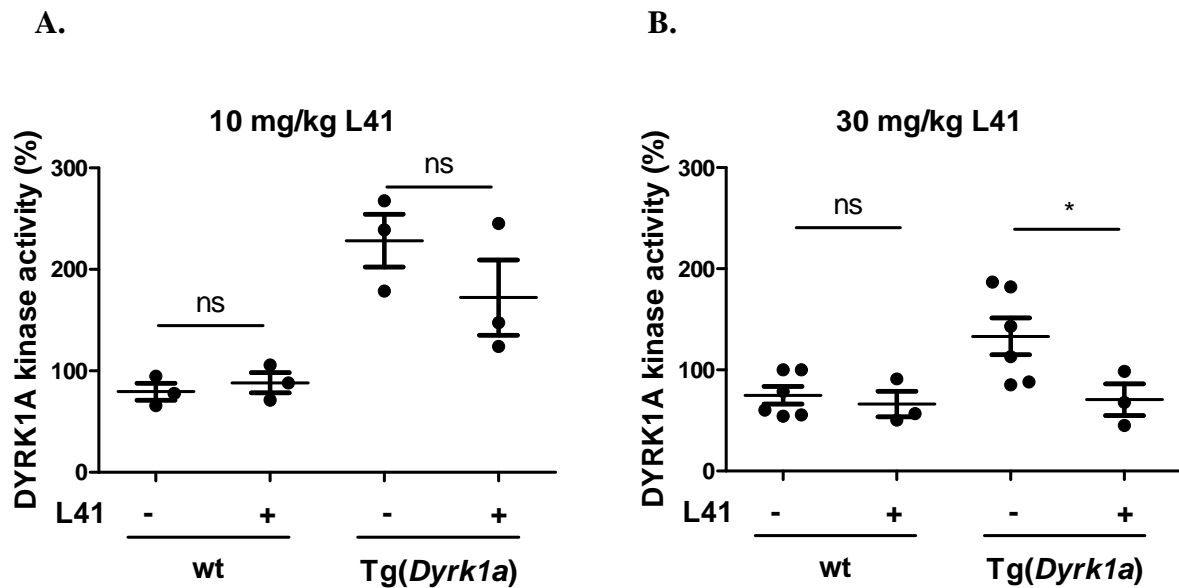 A.
10 mg/kg L41
DYRK1A kinase activity (%)
300
200
100
0
ns
ns
L41 - + - +
wt Tg(Dyrk1a)
B.
30 mg/kg L41
DYRK1A kinase activity (%)
300
200
100
0
ns
*
L41 - + - +
wt Tg(Dyrk1a)